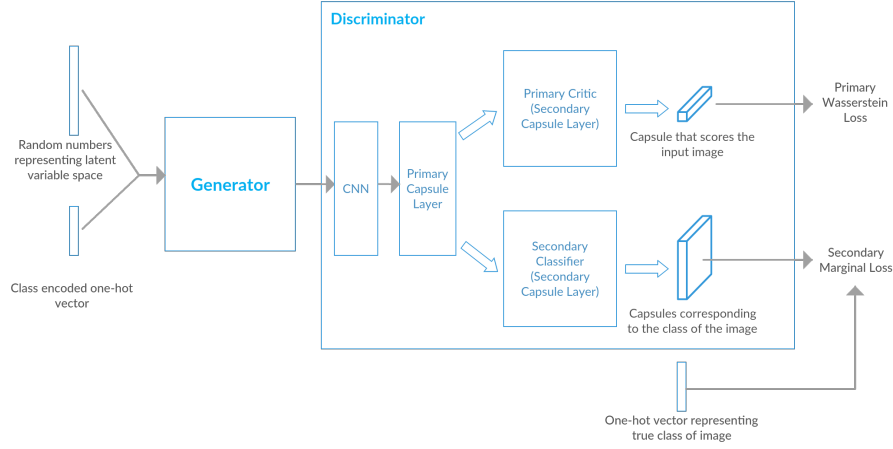 Discriminator
Random numbers
representing latent
variable space
Class encoded one-hot
vector
Generator
CNN
Primary
Capsule
Layer
Primary Critic
(Secondary
Capsule Layer)
Capsule that scores the
input image
Primary
Wasserstein
Loss
Secondary
Classifier
(Secondary
Capsule Layer)
Capsules corresponding
to the class of the image
Secondary
Marginal Loss
One-hot vector representing
true class of image